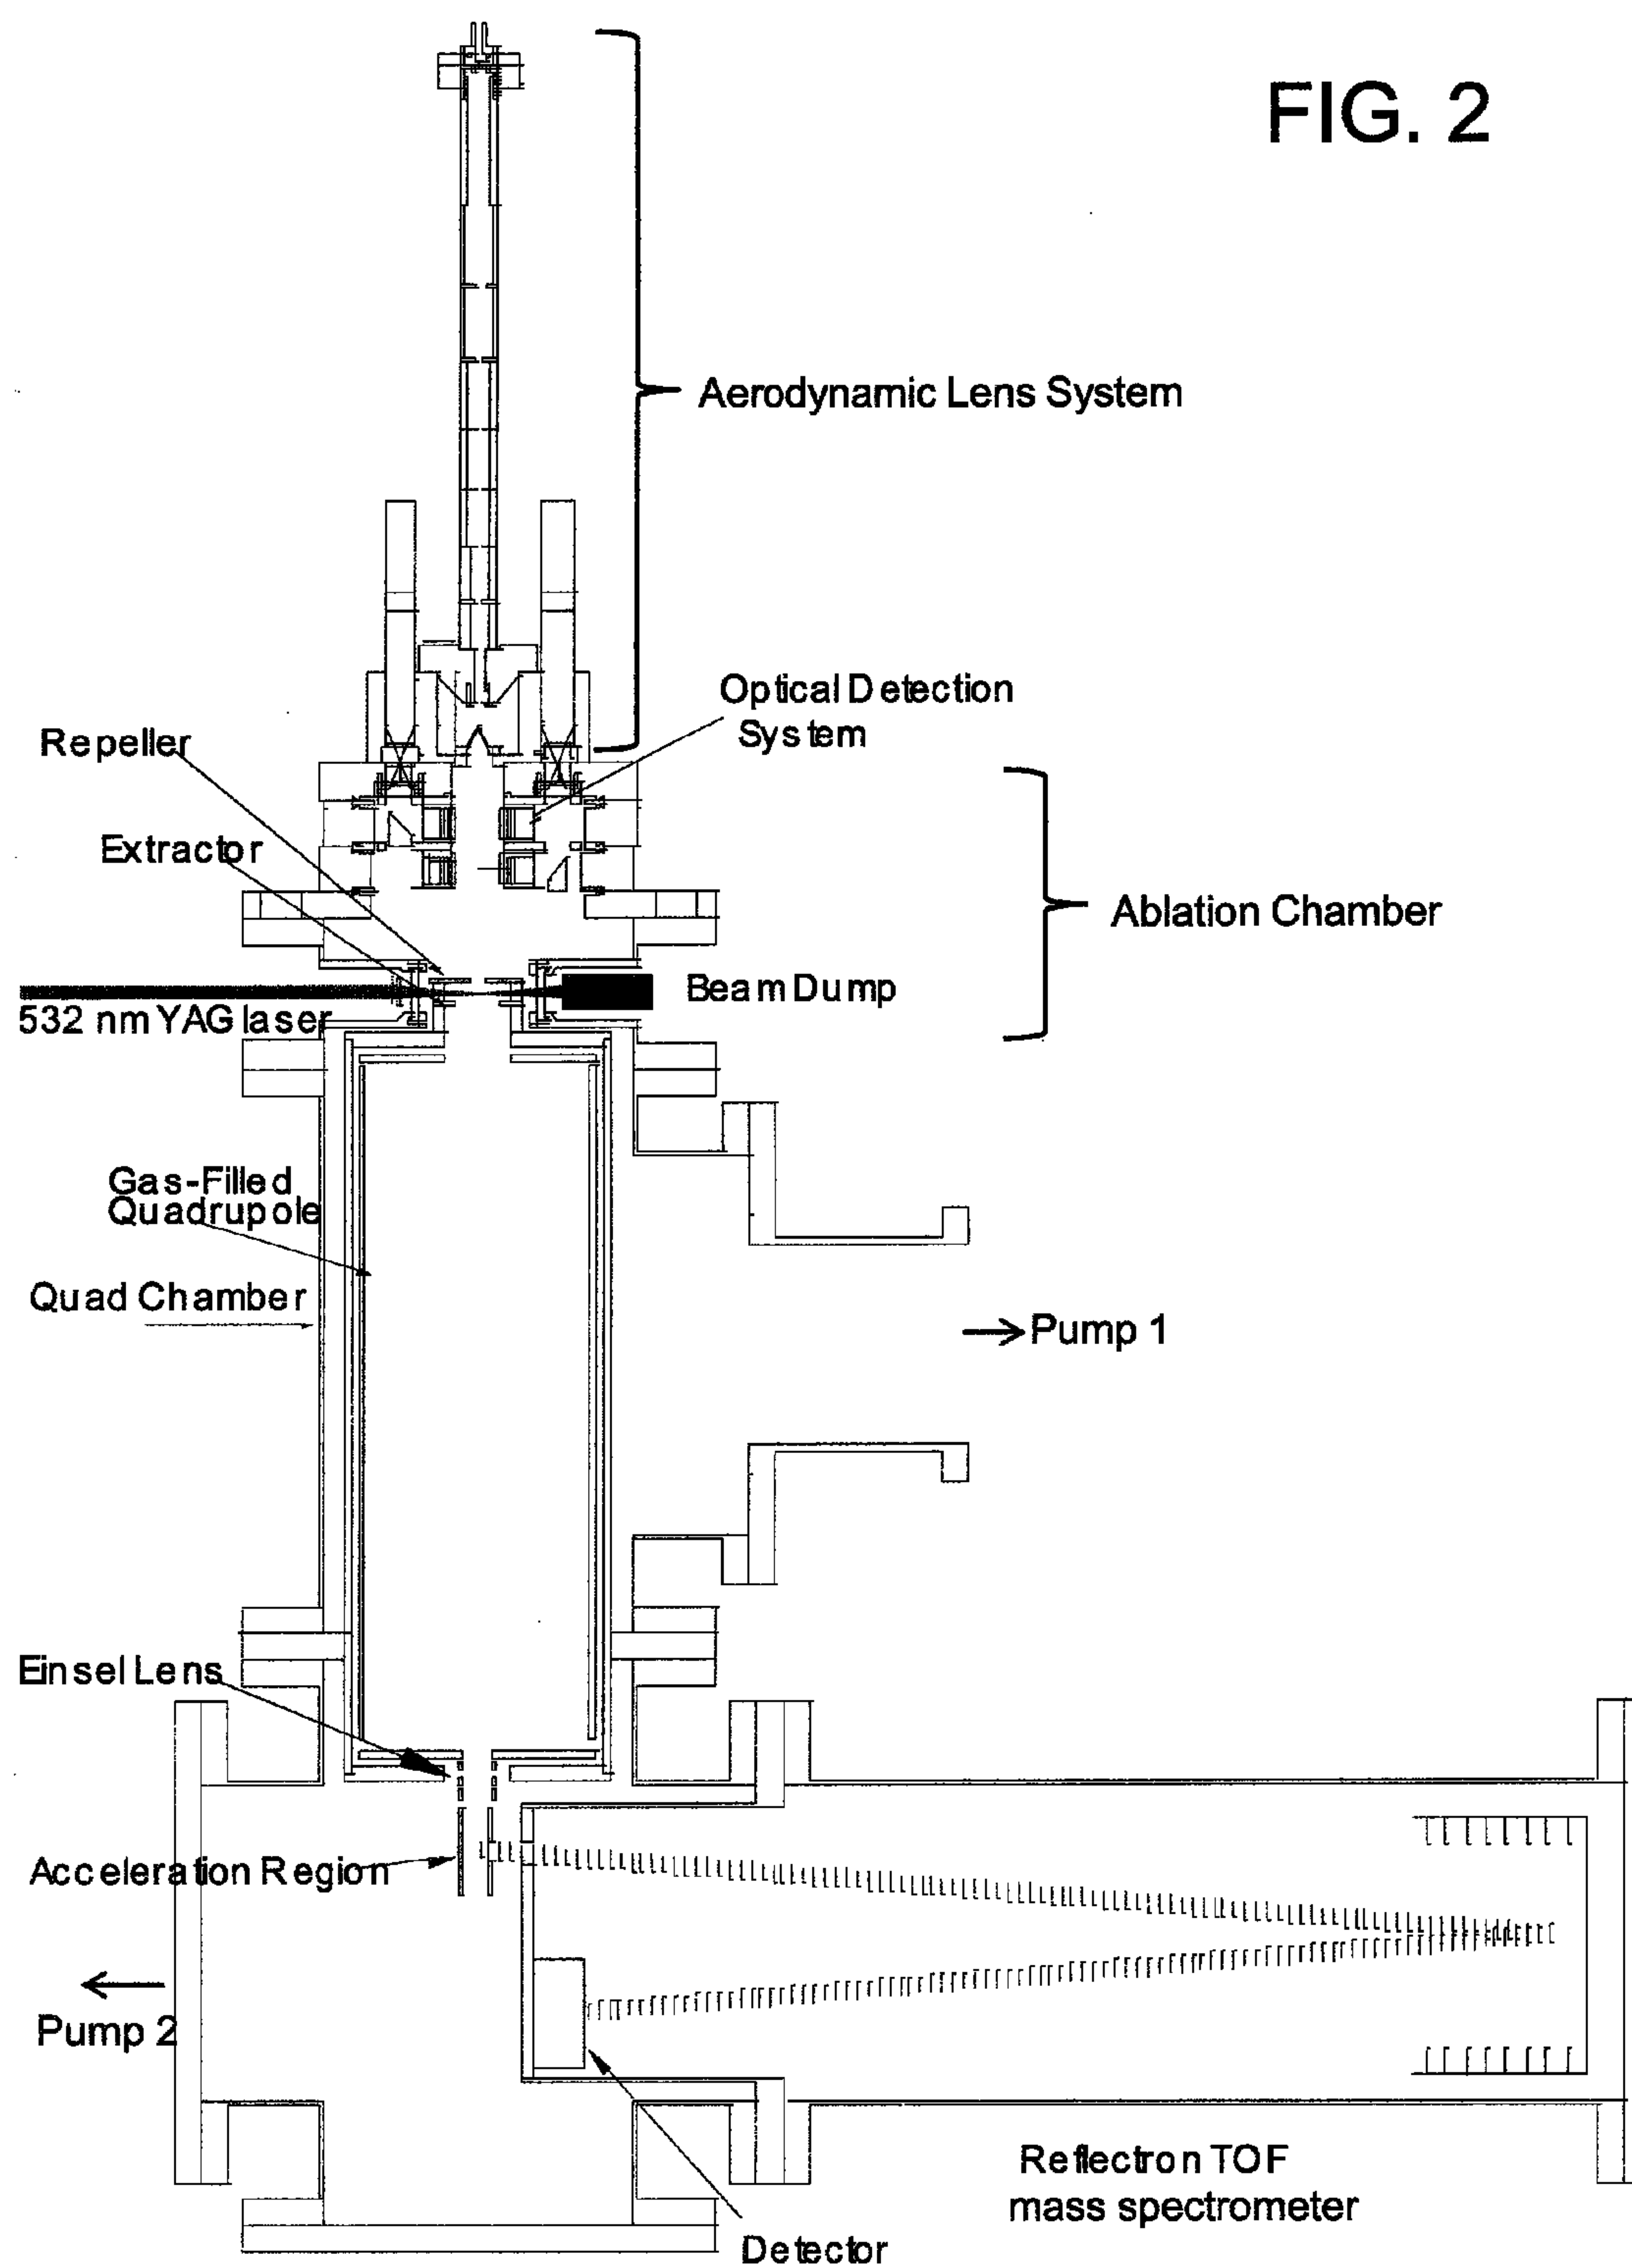 FIG. 2
Aerodynamic Lens System
Optical Detection
System
Repeller
Extractor
Ablation Chamber
Beam Dump
532 nm YAG laser
Gas-Filled
Quadrupole
Quad Chamber
Pump 1
Einsel Lens
Acceleration Region
Pump 2
Reflectron TOF
mass spectrometer
Detector